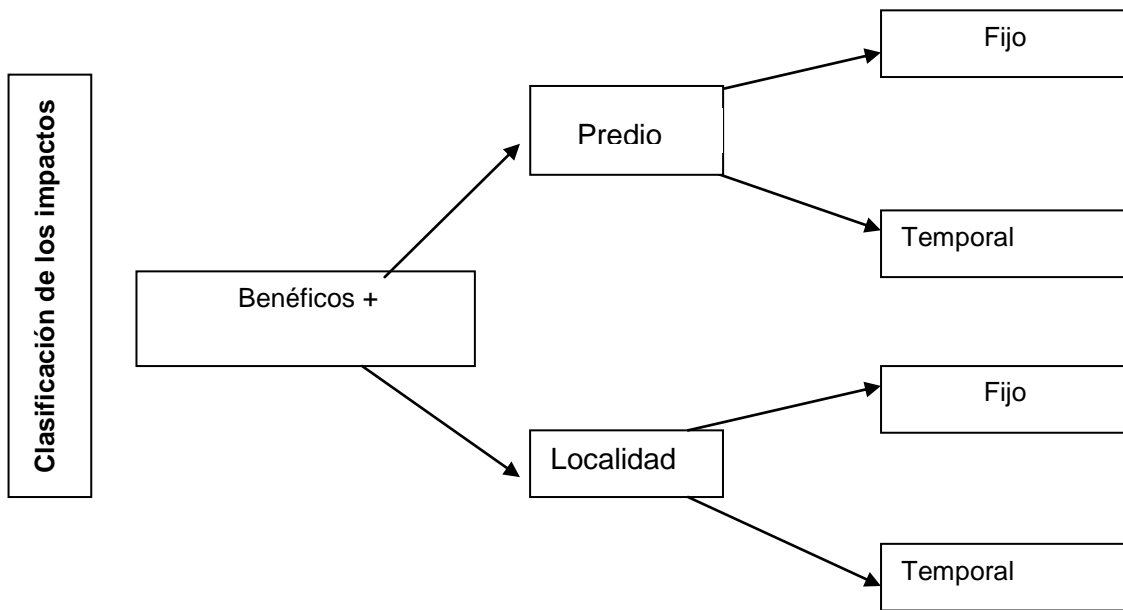 Clasificación de los impactos
Benéficos +
Predio
Fijo
Temporal
Localidad
Fijo
Temporal